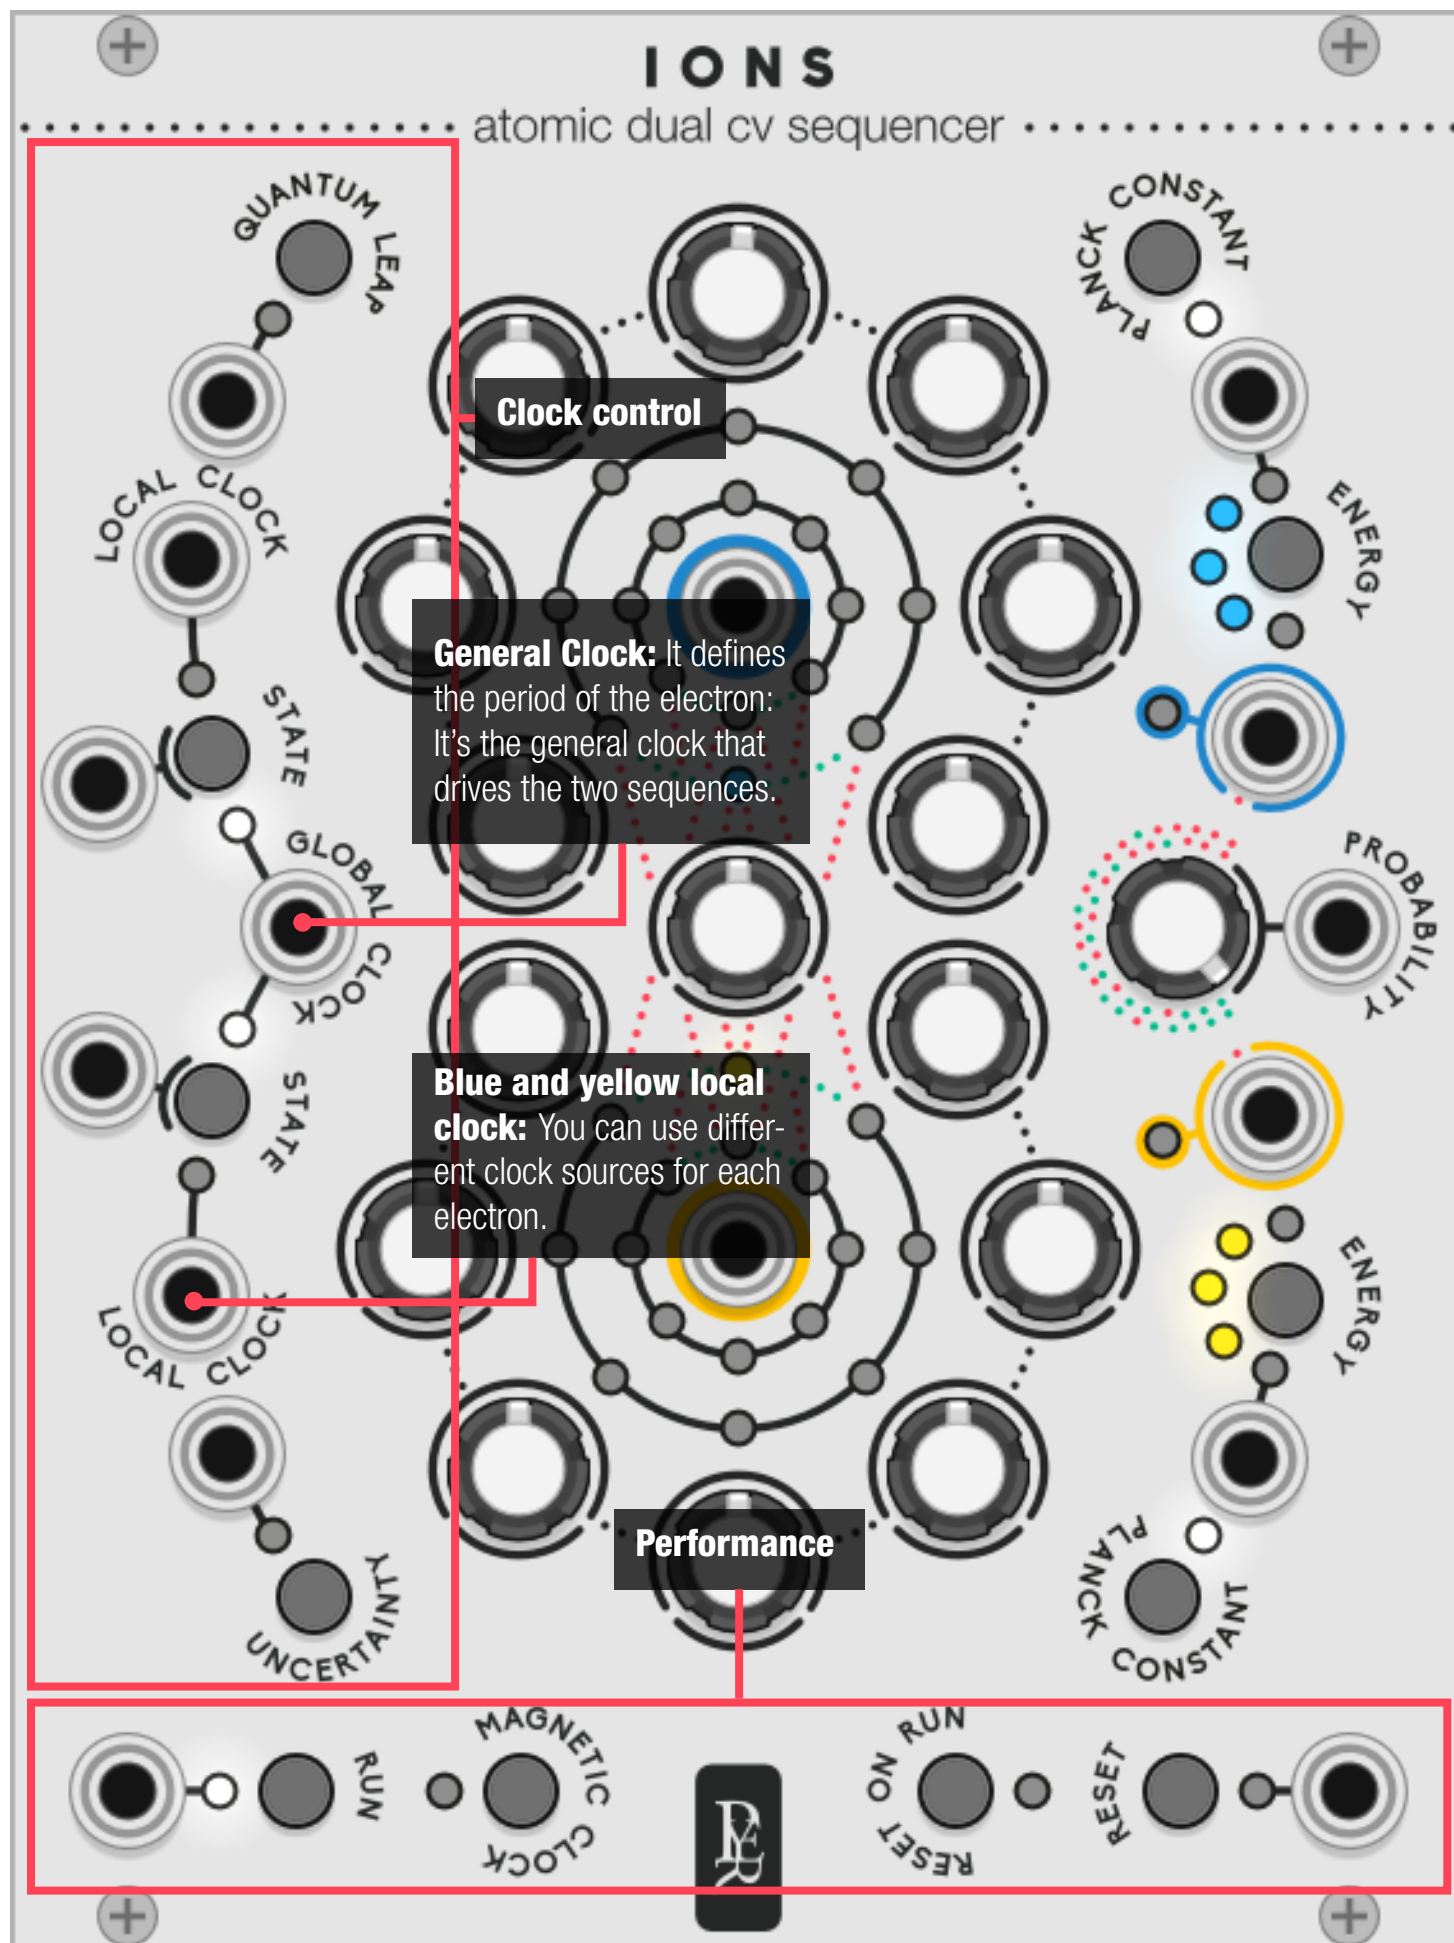 IONS
atomic dual cv sequencer
QUANTUM LEAP
PLANCK CONSTANT
Clock control
LOCAL CLOCK
ENERGY
General Clock: It defines
the period of the electron:
It's the general clock that
drives the two sequences.
STATE
GLOBAL CLOCK
PROBABILITY
STATE
Blue and yellow local
clock: You can use differ-
ent clock sources for each
electron.
LOCAL CLOCK
ENERGY
Performance
UNCERTAINTY
PLANCK CONSTANT
RUN
MAGNETIC CLOCK
RESET ON RUN
RESET